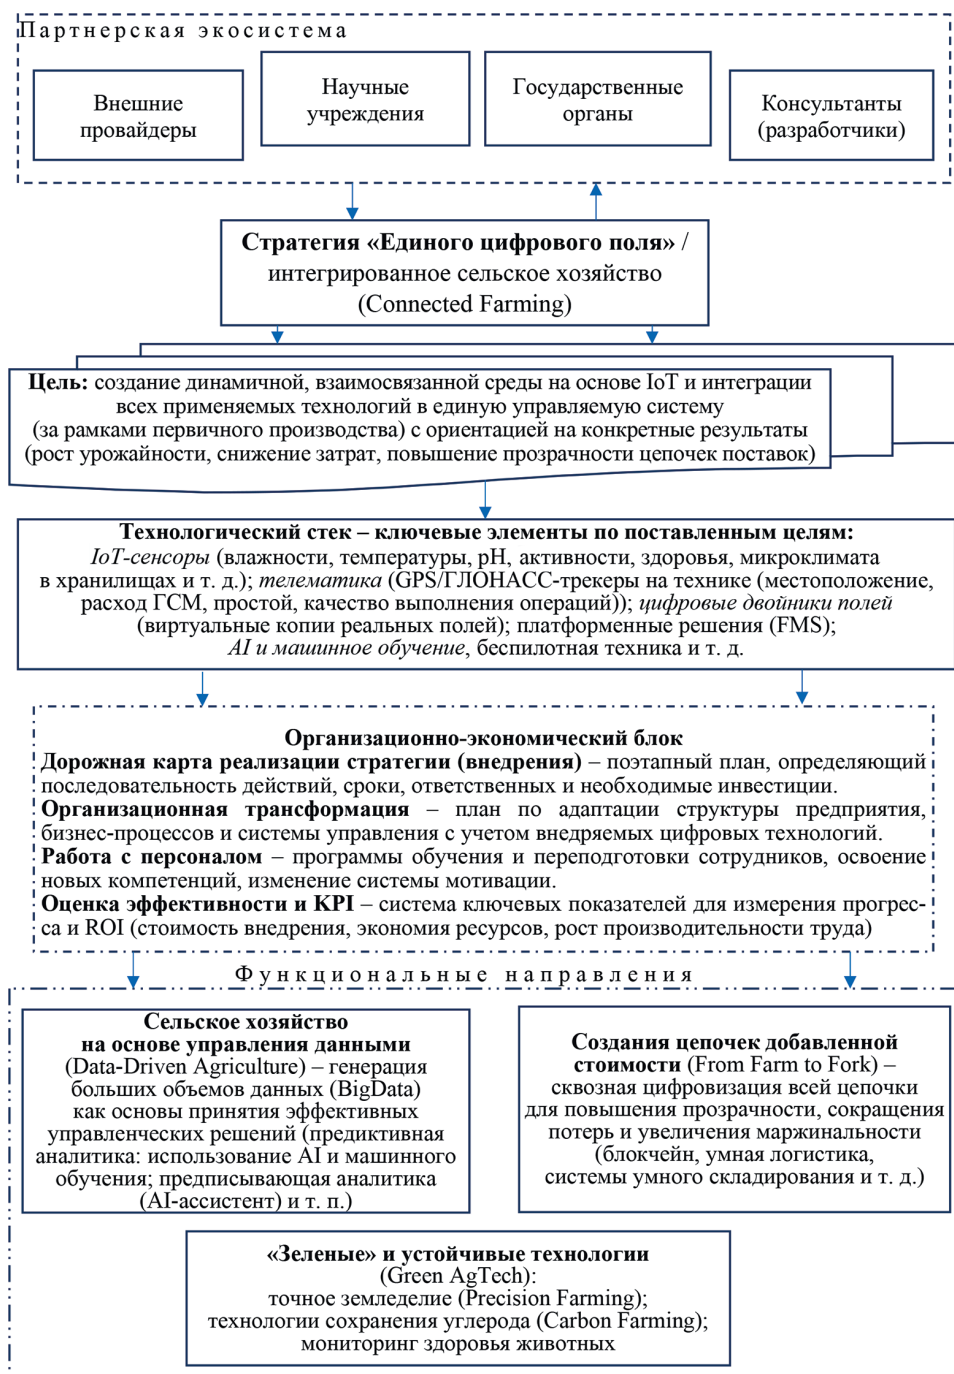 Партнерская экосистема
Внешние
провайдеры
Научные
учреждения
Государственные
органы
Консультанты
(разработчики)
Стратегия «Единого цифрового поля» /
интегрированное сельское хозяйство
(Connected Farming)
Цель: создание динамичной, взаимосвязанной среды на основе IoT и интеграции
всех применяемых технологий в единую управляемую систему
(за рамками первичного производства) с ориентацией на конкретные результаты
(рост урожайности, снижение затрат, повышение прозрачности цепочек поставок)
Технологический стек – ключевые элементы по поставленным целям:
IoT-сенсоры (влажности, температуры, pH, активности, здоровья, микроклимата
в хранилищах и т. д.); телематика (GPS/ГЛОНАСС-трекеры на технике (местоположение,
расход ГСМ, простой, качество выполнения операций)); цифровые двойники полей
(виртуальные копии реальных полей); платформенные решения (FMS);
AI и машинное обучение, беспилотная техника и т. д.
Организационно-экономический блок
Дорожная карта реализации стратегии (внедрения) – поэтапный план, определяющий
последовательность действий, сроки, ответственных и необходимые инвестиции.
Организационная трансформация – план по адаптации структуры предприятия,
бизнес-процессов и системы управления с учетом внедряемых цифровых технологий.
Работа с персоналом – программы обучения и переподготовки сотрудников, освоение
новых компетенций, изменение системы мотивации.
Оценка эффективности и KPI – система ключевых показателей для измерения прогрес-
са и ROI (стоимость внедрения, экономия ресурсов, рост производительности труда)
Функциональные направления
Сельское хозяйство
на основе управления данными
(Data-Driven Agriculture) – генерация
больших объемов данных (BigData)
как основы принятия эффективных
управленческих решений (предиктивная
аналитика: использование AI и машинного
обучения; предписывающая аналитика
(AI-ассистент) и т. п.)
Создания цепочек добавленной
стоимости (From Farm to Fork) –
сквозная цифровизация всей цепочки
для повышения прозрачности, сокращения
потерь и увеличения маржинальности
(блокчейн, умная логистика,
системы умного складирования и т. д.)
«Зеленые» и устойчивые технологии
(Green AgTech):
точное земледелие (Precision Farming);
технологии сохранения углерода (Carbon Farming);
мониторинг здоровья животных